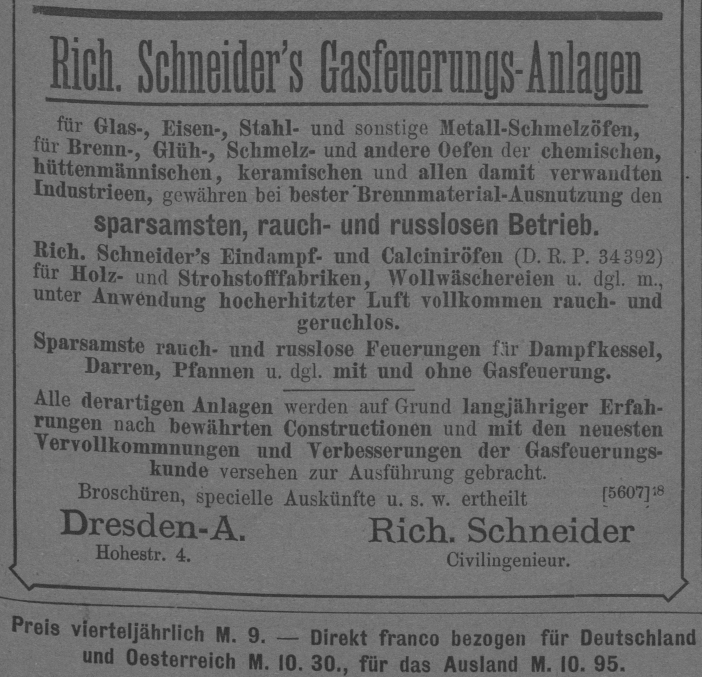 Rich. Schneider's Gasfeuerungs-Anlagen
für Glas-, Eisen-, Stahl- und sonstige Metall-Schmelzöfen,
für Brenn-, Glüh-, Schmelz- und andere Oefen der chemischen,
hüttenmännischen, keramischen und allen damit verwandten
Industrieen, gewähren bei bester Brennmaterial-Ausnutzung den
sparsamsten, rauch- und russlosen Betrieb.
Rich. Schneider's Eindampf- und Calciniröfen (D. R. P. 34392)
für Holz- und Strohstofffabriken, Wollwäschereien u. dgl. m.,
unter Anwendung hocherhitzter Luft vollkommen rauch- und
geruchlos.
Sparsamste rauch- und russlose Feuerungen für Dampfkessel,
Darren, Pfannen u. dgl. mit und ohne Gasfeuerung.
Alle derartigen Anlagen werden auf Grund langjähriger Erfah-
rungen nach bewährten Constructionen und mit den neuesten
Vervollkommnungen und Verbesserungen der Gasfeuerungs-
kunde versehen zur Ausführung gebracht.
Broschüren, specielle Auskünfte u. s. w. ertheilt [5607]18
Dresden-A. Rich. Schneider
Hohestr. 4. Civilingenieur.
Preis vierteljährlich M. 9. — Direkt franco bezogen für Deutschland
und Oesterreich M. 10. 30., für das Ausland M. 10. 95.